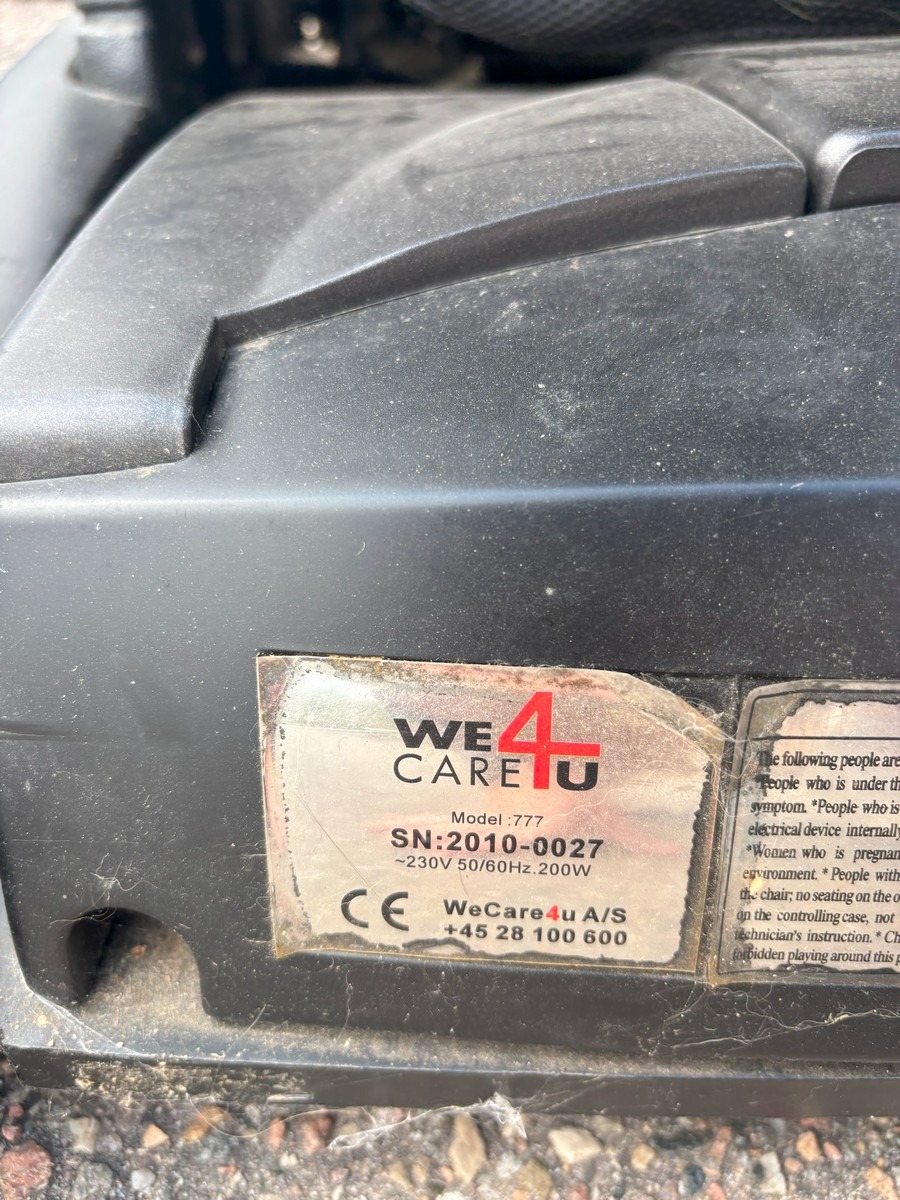 WE4
CARE U
Model :777
SN:2010-0027
~230V 50/60Hz.200W
CE WeCare4u A/S
+45 28 100 600
The following people are
*People who is under th
symptom. *People who is
electrical device internally
*Women who is pregnan
environment. * People with
the chair; no seating on the o
on the controlling case, not
technician's instruction. * Ch
forbidden playing around this p